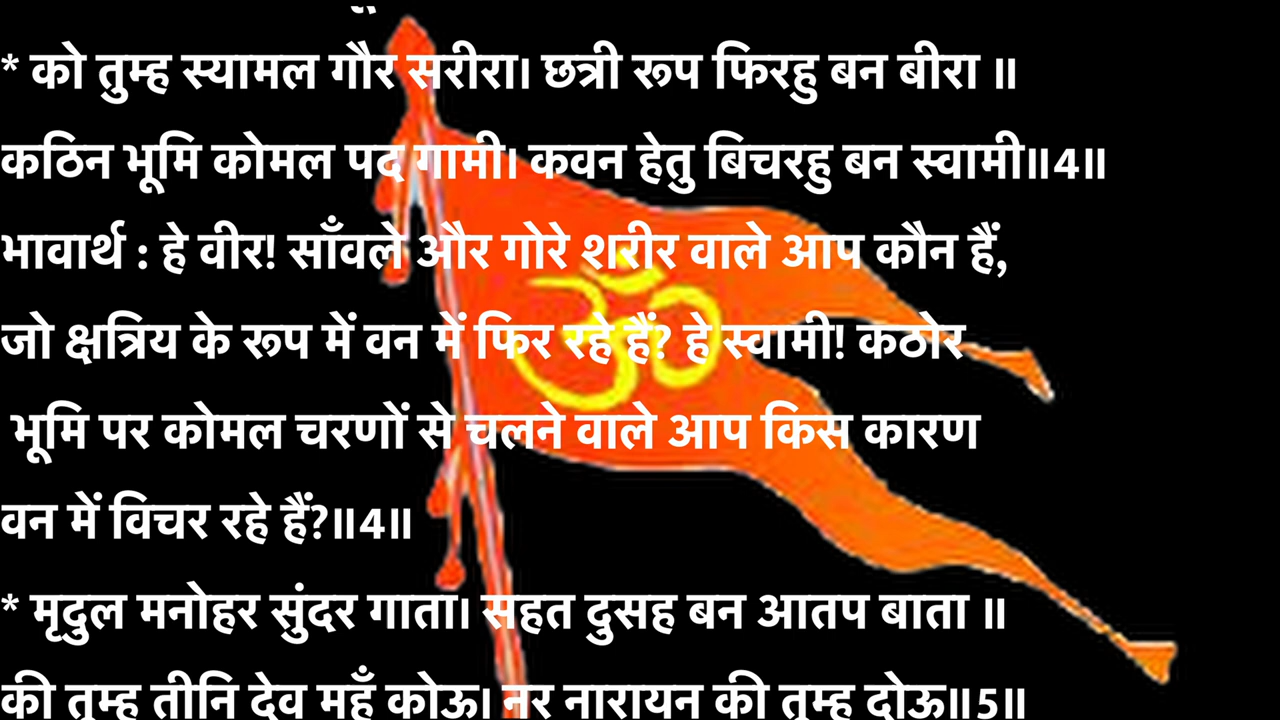 * को तुम्ह स्यामल गौर सरीरा। छत्री रूप फिरहु बन बीरा ॥
कठिन भूमि कोमल पद गामी। कवन हेतु बिचरहु बन स्वामी॥4॥
भावार्थ : हे वीर! साँवले और गोरे शरीर वाले आप कौन हैं,
जो क्षत्रिय के रूप में वन में फिर रहे हैं? हे स्वामी! कठोर
भूमि पर कोमल चरणों से चलने वाले आप किस कारण
वन में विचर रहे हैं?॥4॥
* मृदुल मनोहर सुंदर गाता। सहत दुसह बन आतप बाता ॥
की तुम्ह तीनि देव महँ कोऊ। नर नारायन की तुम्ह दोऊ॥5॥
ॐ